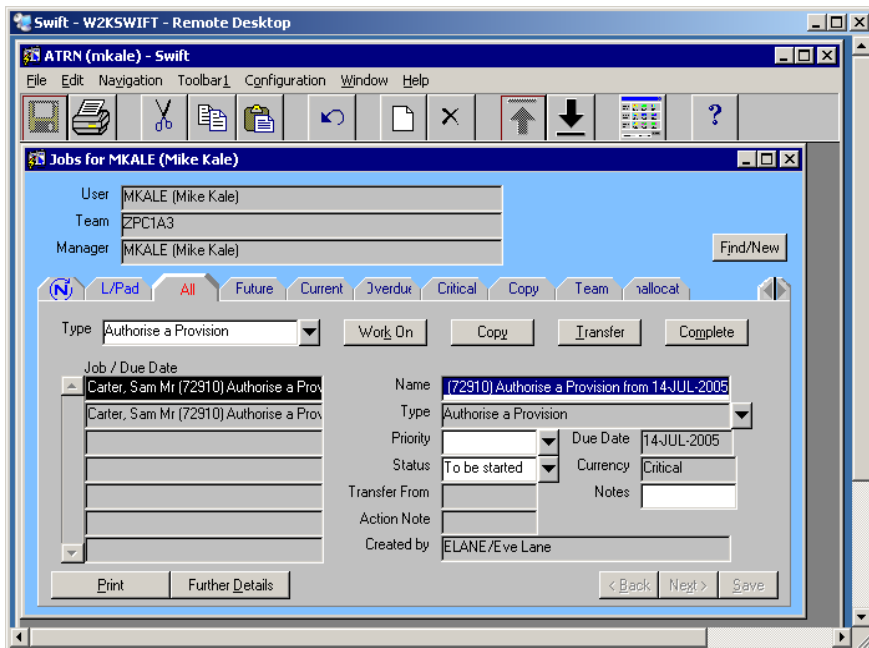 Swift - W2KSWIFT - Remote Desktop
ATRN (mkale) - Swift
File Edit Navigation Toolbar1 Configuration Window Help
?
Jobs for MKALE (Mike Kale)
User MKALE (Mike Kale)
Team ZPC1A3
Manager MKALE (Mike Kale)
Find/New
N L/Pad All Future Current Overdue Critical Copy Team nallocat
Type Authorise a Provision Work On Copy Transfer Complete
Job / Due Date
Carter, Sam Mr (72910) Authorise a Prov
Carter, Sam Mr (72910) Authorise a Prov
Name (72910) Authorise a Provision from 14-JUL-2005
Type Authorise a Provision
Priority Due Date 14-JUL-2005
Status To be started Currency Critical
Transfer From Notes
Action Note
Created by ELANE/Eve Lane
Print Further Details < Back Next > Save